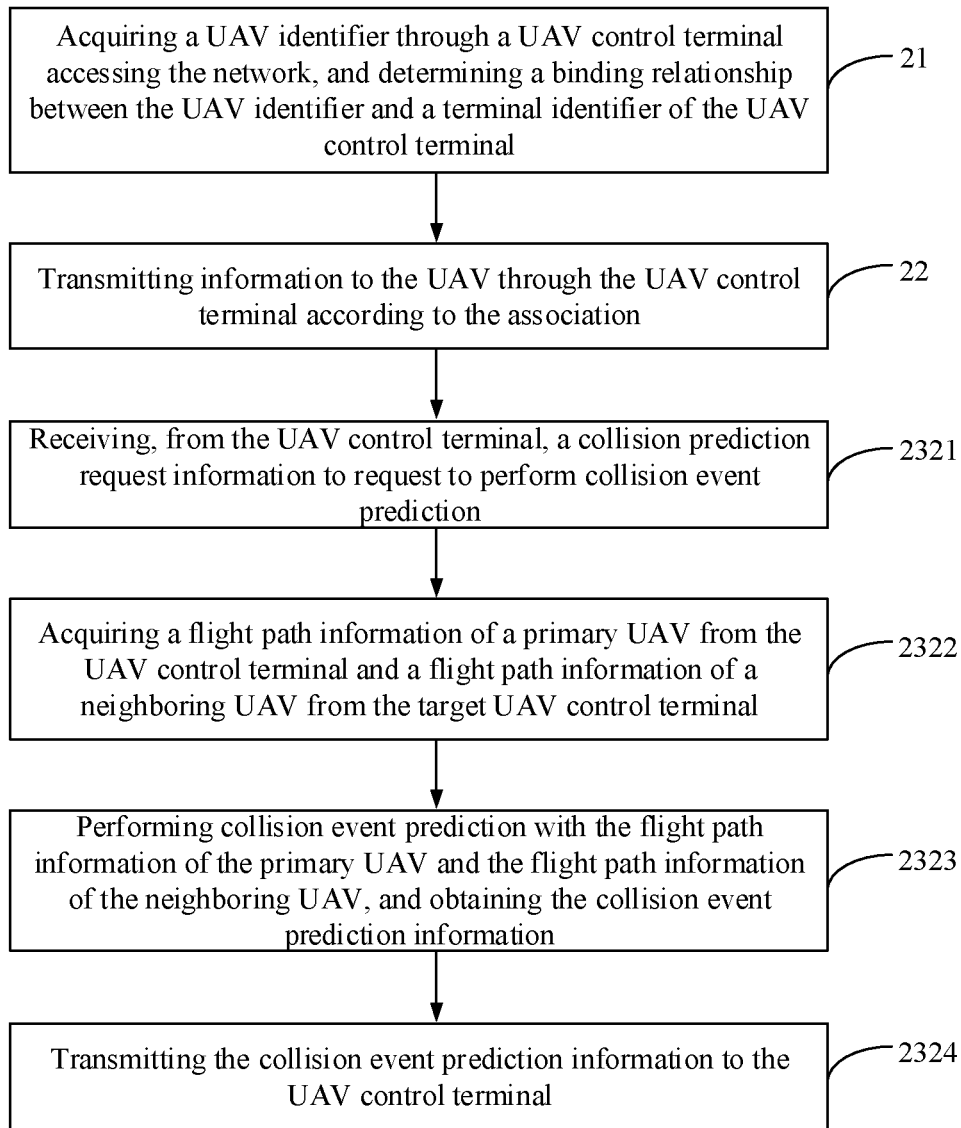 Acquiring a UAV identifier through a UAV control terminal
accessing the network, and determining a binding relationship
between the UAV identifier and a terminal identifier of the UAV
control terminal
21
Transmitting information to the UAV through the UAV control
terminal according to the association
22
Receiving, from the UAV control terminal, a collision prediction
request information to request to perform collision event
prediction
2321
Acquiring a flight path information of a primary UAV from the
UAV control terminal and a flight path information of a
neighboring UAV from the target UAV control terminal
2322
Performing collision event prediction with the flight path
information of the primary UAV and the flight path information
of the neighboring UAV, and obtaining the collision event
prediction information
2323
Transmitting the collision event prediction information to the
UAV control terminal
2324